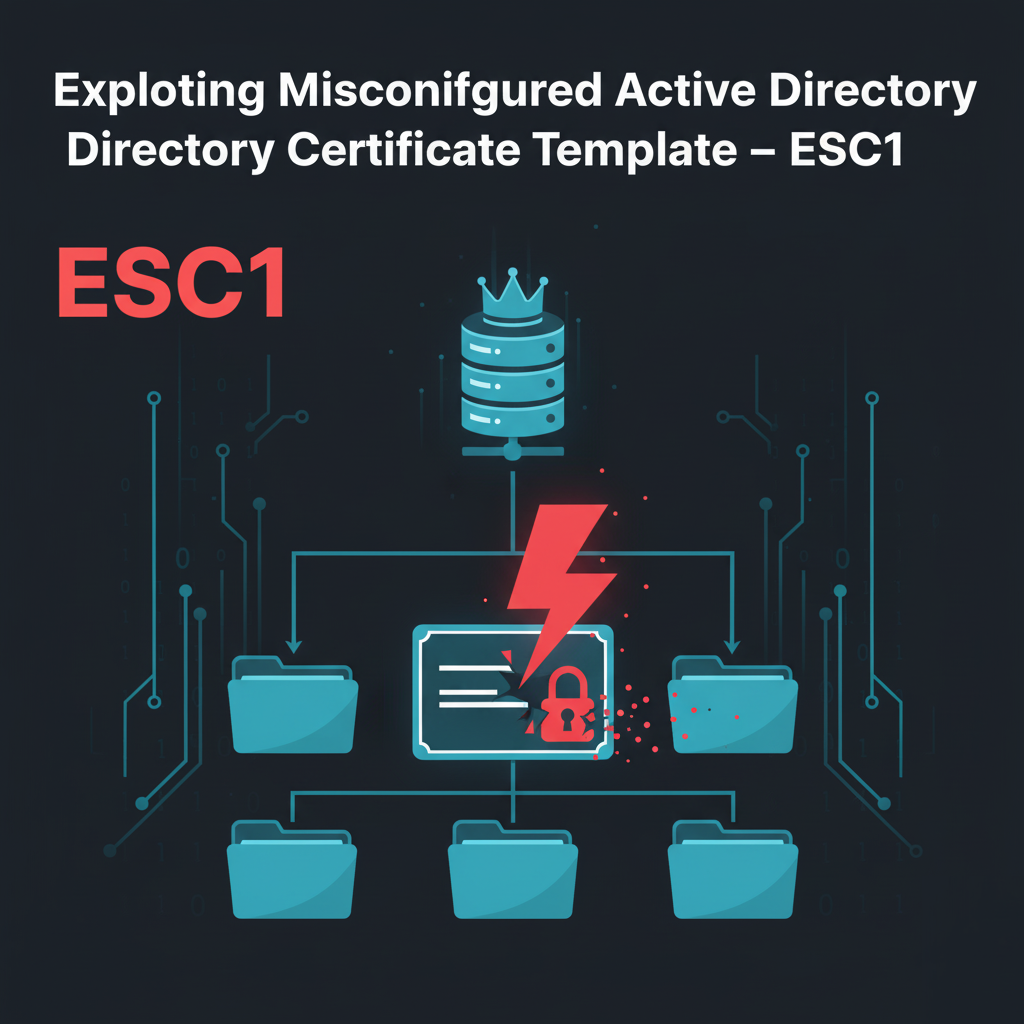 Exploting Misconifgured Active Directory
Directory Certificate Template – ESC1
ESC1